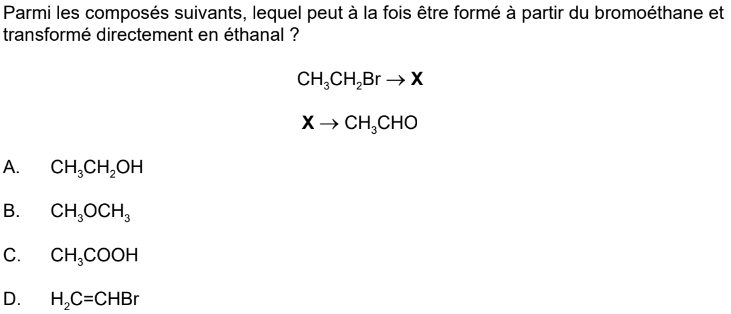 Parmi les composés suivants, lequel peut à la fois être formé à partir du bromoéthane et
transformé directement en éthanal ?
CH₃CH₂Br → X
X → CH₃CHO
A. CH₃CH₂OH
B. CH₃OCH₃
C. CH₃COOH
D. H₂C=CHBr